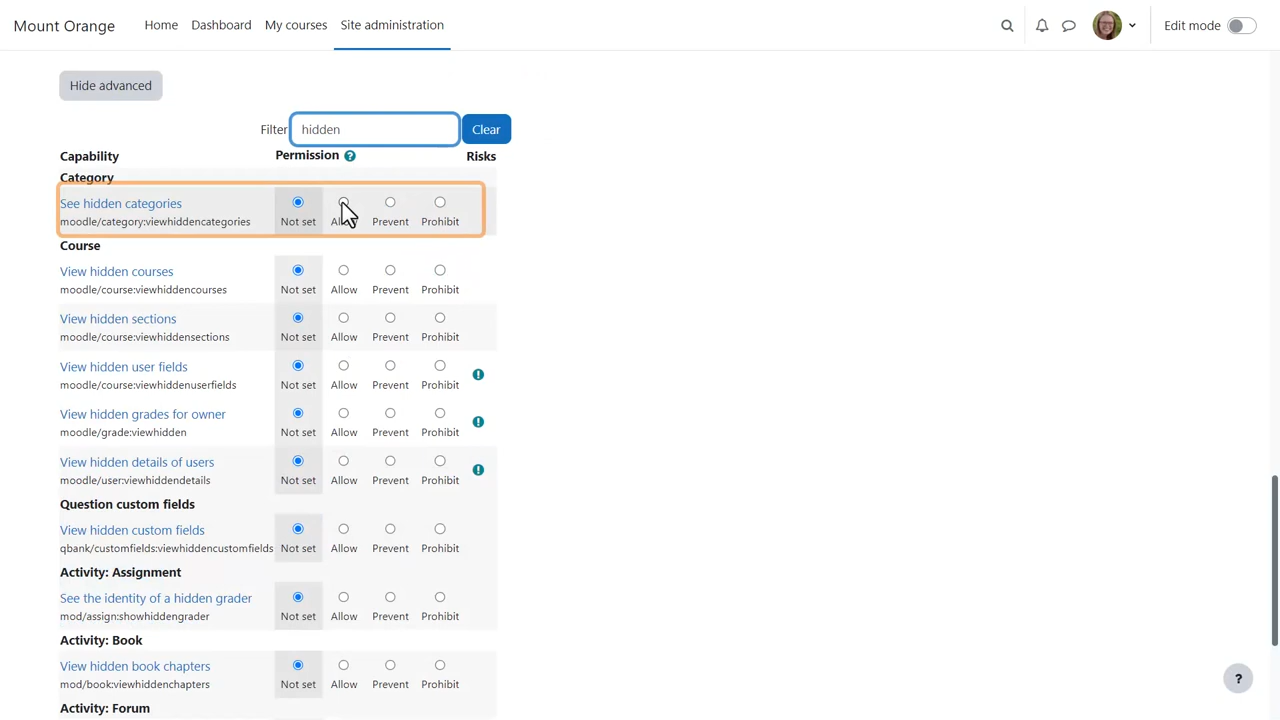 Mount Orange Home Dashboard My courses Site administration Edit mode
Hide advanced
Filter hidden Clear
Capability Permission ? Risks
Category
See hidden categories
moodle/category:viewhiddencategories Not set Allow Prevent Prohibit
Course
View hidden courses
moodle/course:viewhiddencourses Not set Allow Prevent Prohibit
View hidden sections
moodle/course:viewhiddensections Not set Allow Prevent Prohibit
View hidden user fields
moodle/course:viewhiddenuserfields Not set Allow Prevent Prohibit !
View hidden grades for owner
moodle/grade:viewhidden Not set Allow Prevent Prohibit !
View hidden details of users
moodle/user:viewhiddendetails Not set Allow Prevent Prohibit !
Question custom fields
View hidden custom fields
qbank/customfields:viewhiddencustomfields Not set Allow Prevent Prohibit
Activity: Assignment
See the identity of a hidden grader
mod/assign:showhiddengrader Not set Allow Prevent Prohibit
Activity: Book
View hidden book chapters
mod/book:viewhiddenchapters Not set Allow Prevent Prohibit
?
Activity: Forum